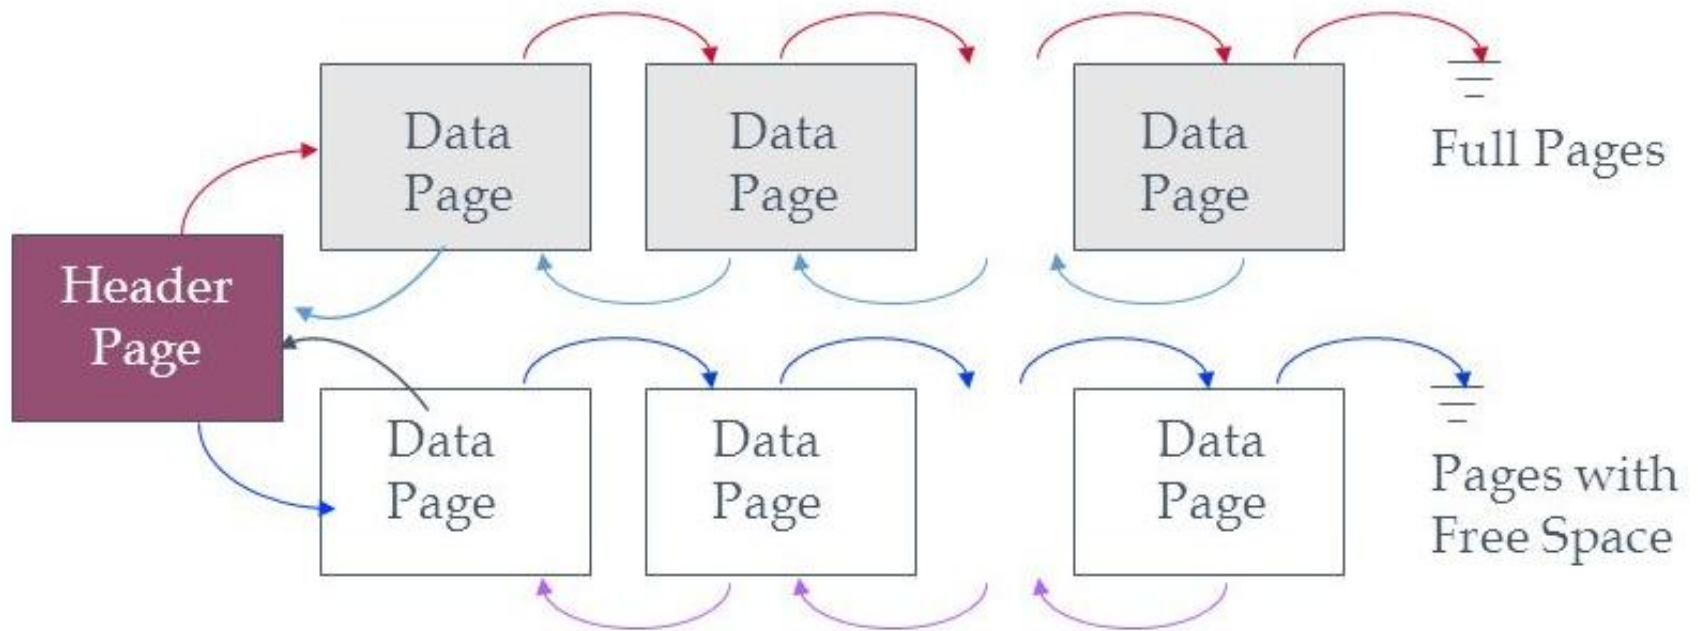 Data
Page
Data
Page
Data
Page
Full Pages
Header
Page
Data
Page
Data
Page
Data
Page
Pages with
Free Space